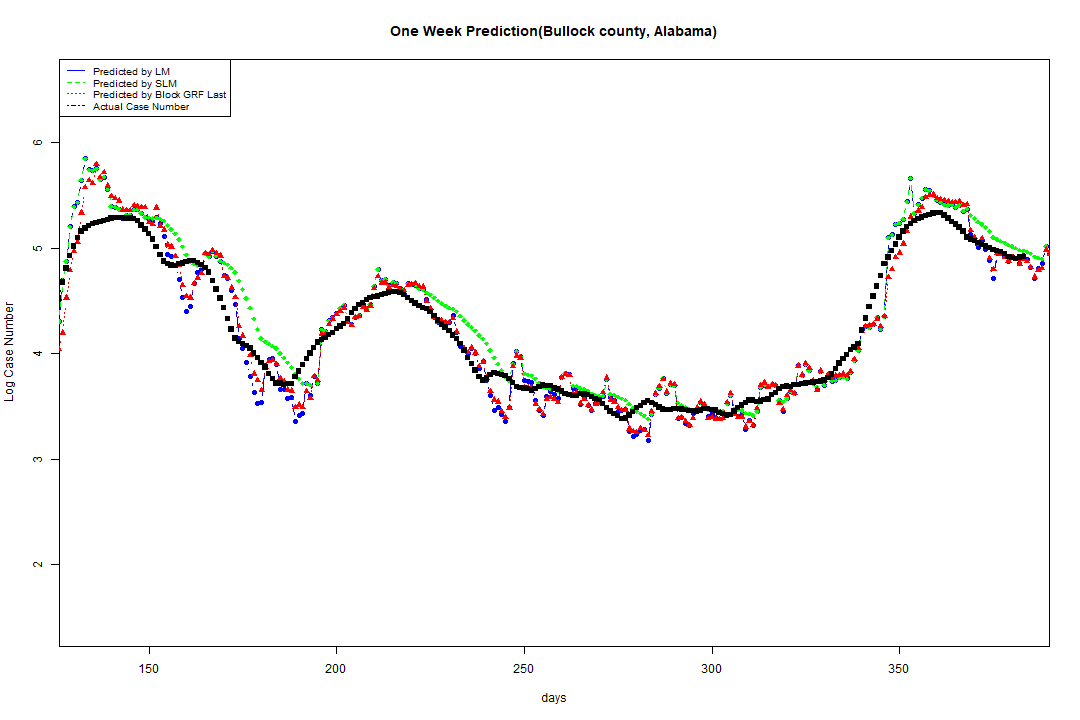 One Week Prediction(Bullock county, Alabama)
Predicted by LM
Predicted by SLM
Predicted by Block GRF Last
Actual Case Number
Log Case Number
6
5
4
3
2
150 200 250 300 350
days